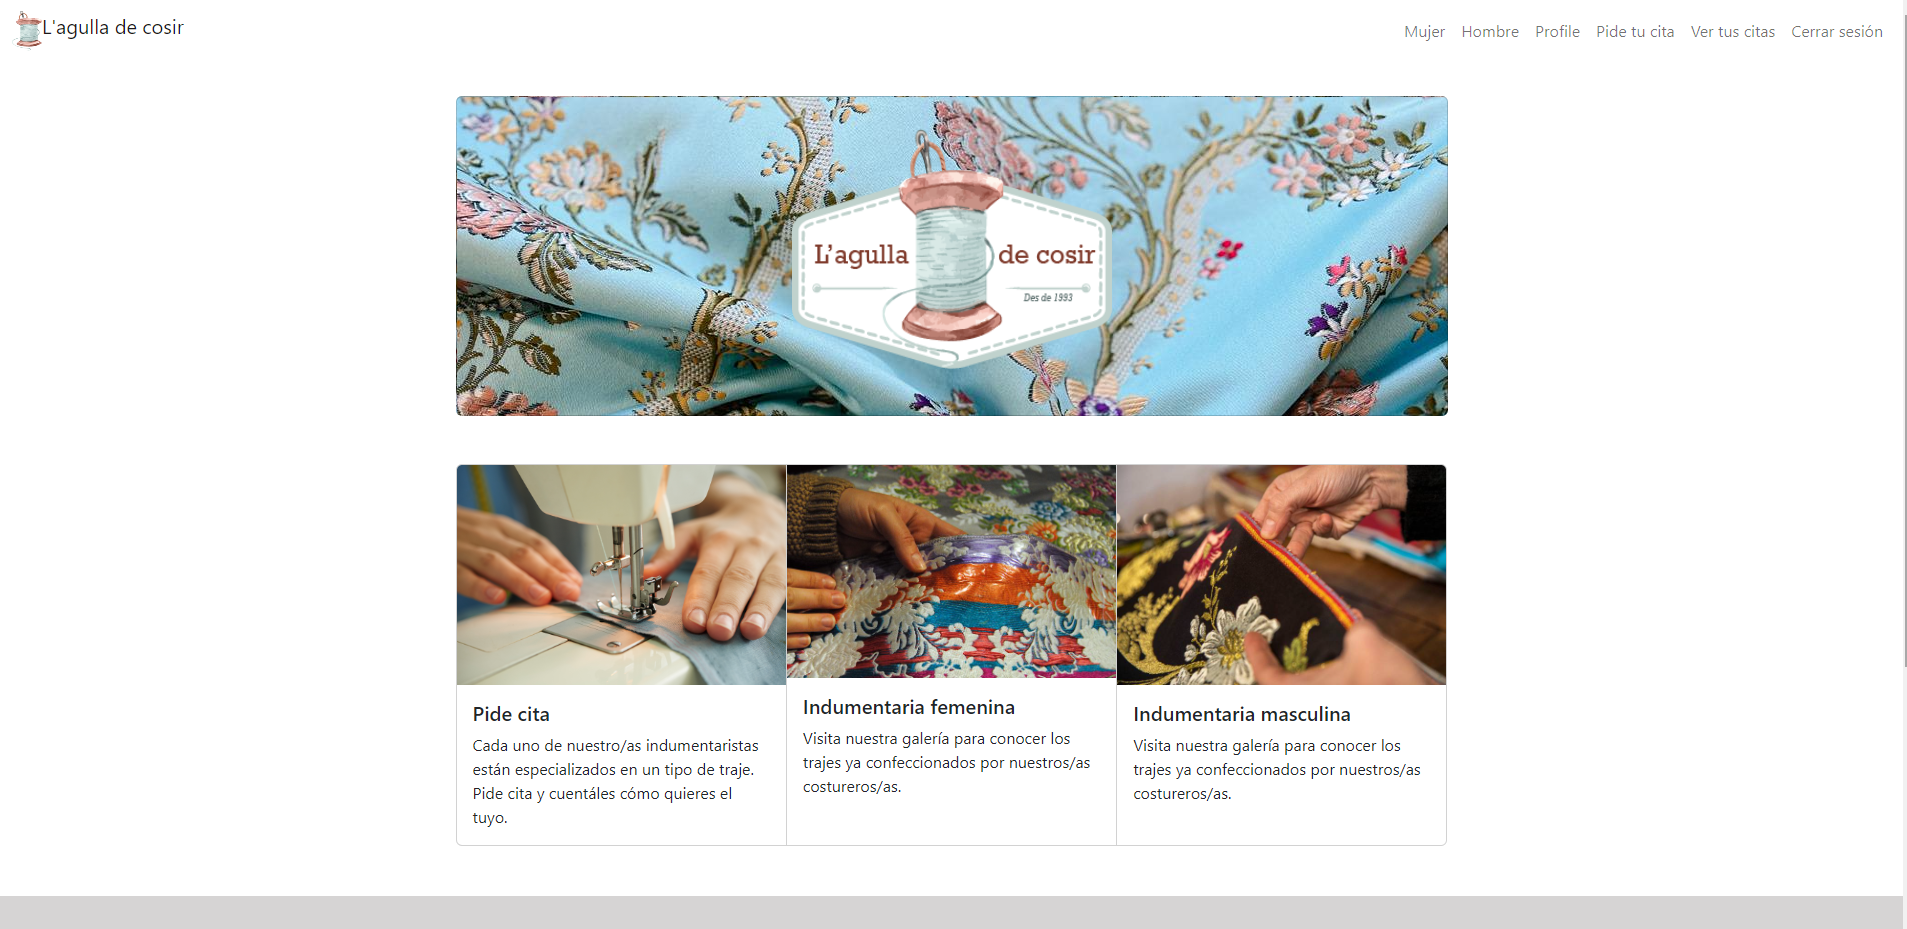 L'agulla de cosir
Mujer Hombre Profile Pide tu cita Ver tus citas Cerrar sesión
L'agulla de cosir
Des de 1993
Pide cita
Cada uno de nuestro/as indumentaristas
están especializados en un tipo de traje.
Pide cita y cuentáles cómo quieres el
tuyo.
Indumentaria femenina
Visita nuestra galería para conocer los
trajes ya confeccionados por nuestros/as
costureros/as.
Indumentaria masculina
Visita nuestra galería para conocer los
trajes ya confeccionados por nuestros/as
costureros/as.